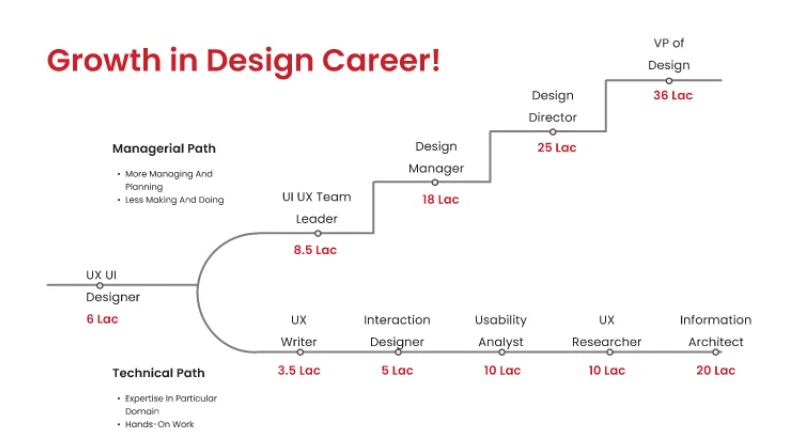 Growth in Design Career!
VP of
Design
36 Lac
Design
Director
25 Lac
Design
Manager
18 Lac
UI UX Team
Leader
8.5 Lac
Managerial Path
• More Managing And
Planning
• Less Making And Doing
UX UI
Designer
6 Lac
UX
Writer
3.5 Lac
Interaction
Designer
5 Lac
Usability
Analyst
10 Lac
UX
Researcher
10 Lac
Information
Architect
20 Lac
Technical Path
• Expertise In Particular
Domain
• Hands-On Work